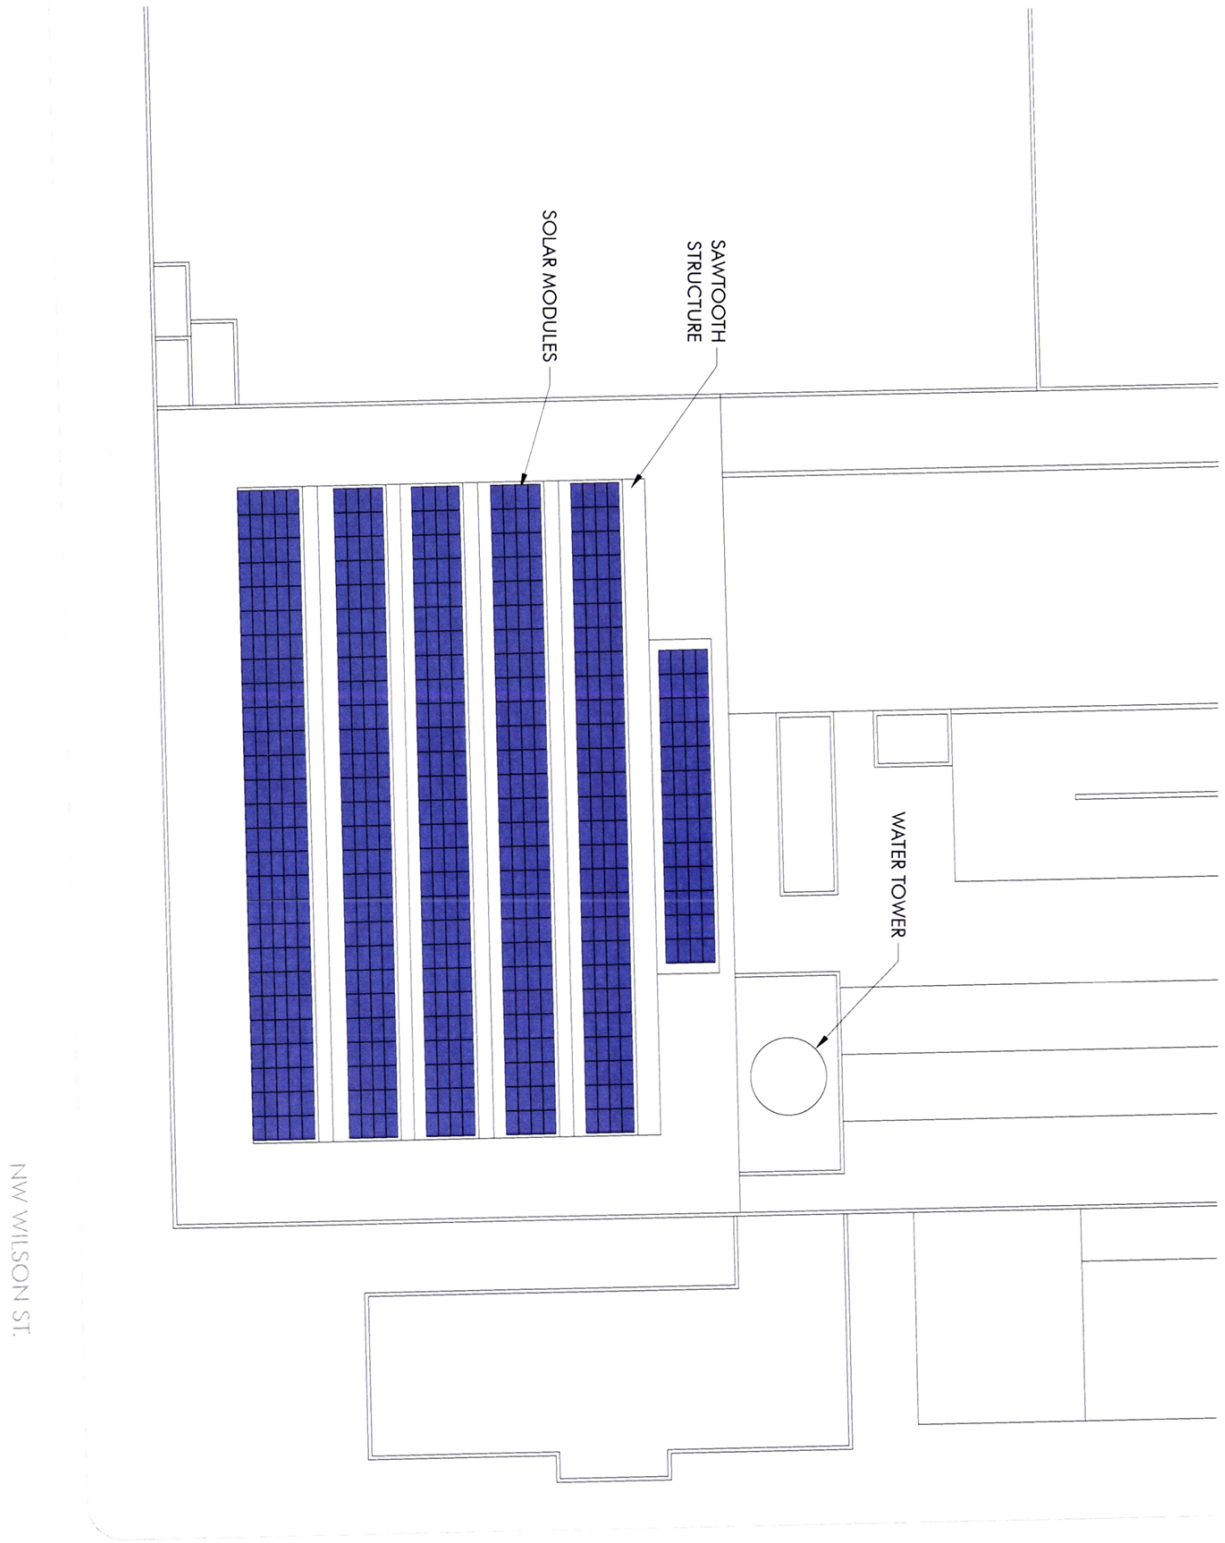 SAWTOOTH
STRUCTURE
SOLAR MODULES
WATER TOWER
NW WILSON ST.